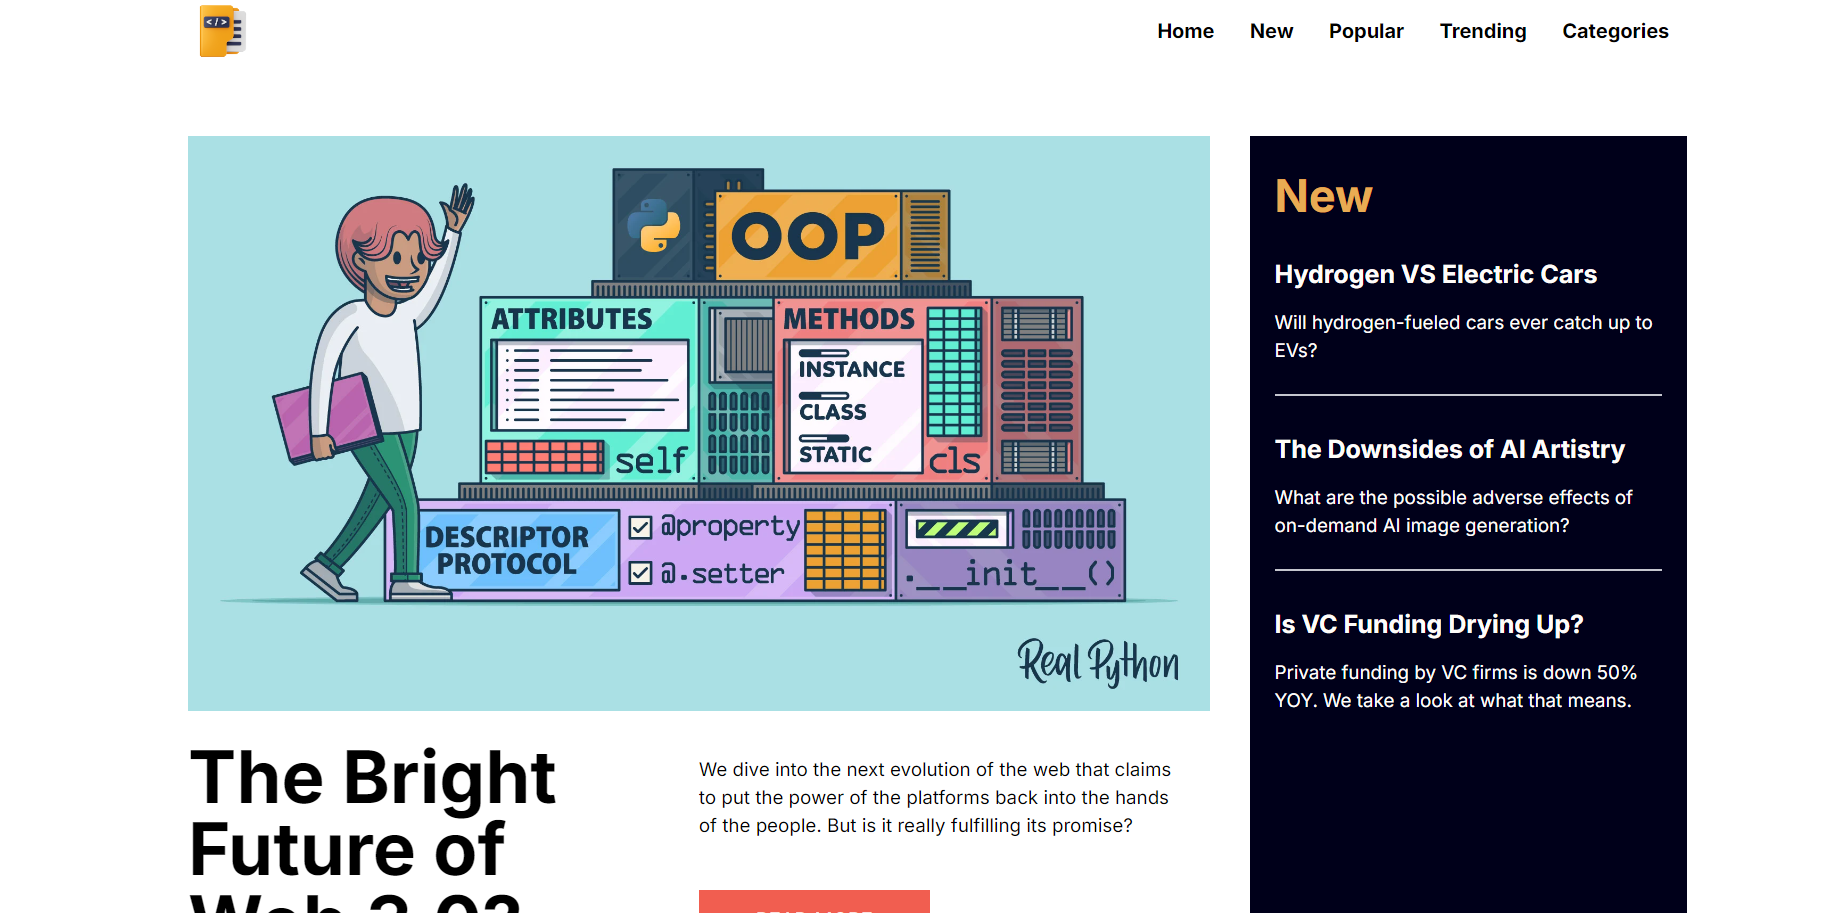 </>
Home New Popular Trending Categories
OOP
ATTRIBUTES
self
METHODS
INSTANCE
CLASS
STATIC
cls
DESCRIPTOR
PROTOCOL
@property
@.setter
.__init__()
Real Python
The Bright
Future of
Web 3.0?
We dive into the next evolution of the web that claims
to put the power of the platforms back into the hands
of the people. But is it really fulfilling its promise?
READ MORE
New
Hydrogen VS Electric Cars
Will hydrogen-fueled cars ever catch up to
EVs?
The Downsides of AI Artistry
What are the possible adverse effects of
on-demand AI image generation?
Is VC Funding Drying Up?
Private funding by VC firms is down 50%
YOY. We take a look at what that means.